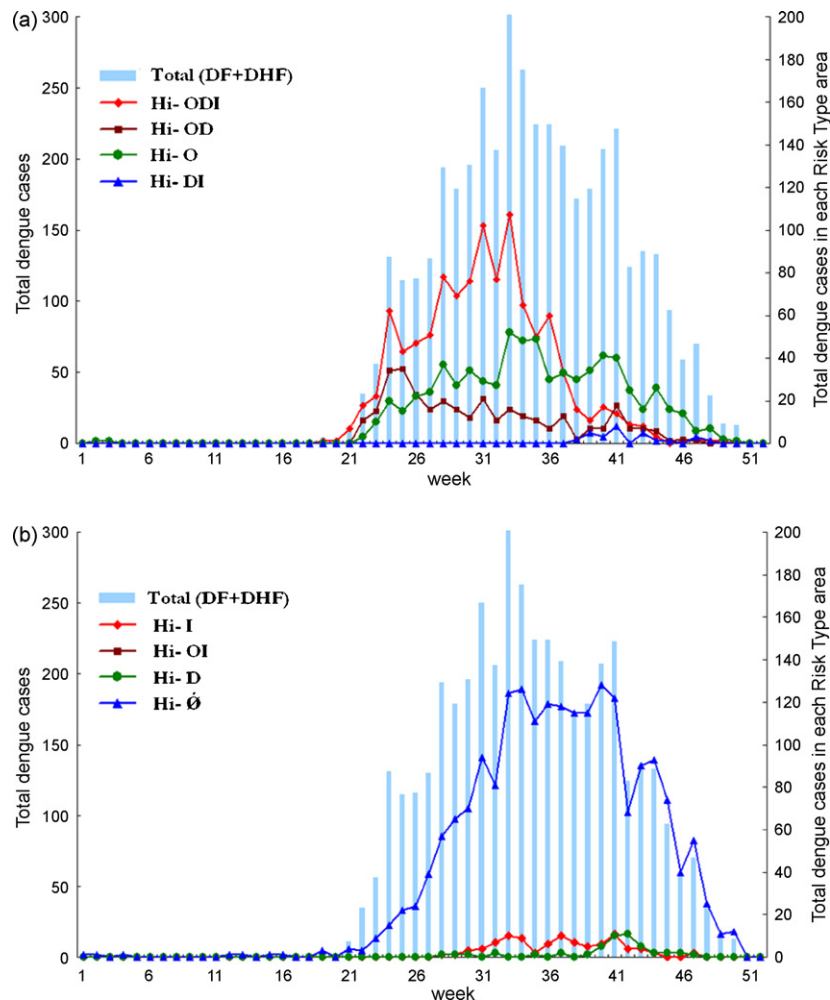 (a)
300
250
200
150
100
50
0
Total dengue cases
Total (DF+DHF)
Hi- ODI
Hi- OD
Hi- O
Hi- DI
200
180
160
140
120
100
80
60
40
20
0
Total dengue cases in each Risk Type area
1 6 11 16 21 26 31 36 41 46 51
week
(b)
300
250
200
150
100
50
0
Total dengue cases
Total (DF+DHF)
Hi- I
Hi- OI
Hi- D
Hi- Ǿ
200
180
160
140
120
100
80
60
40
20
0
Total dengue cases in each Risk Type area
1 6 11 16 21 26 31 36 41 46 51
week